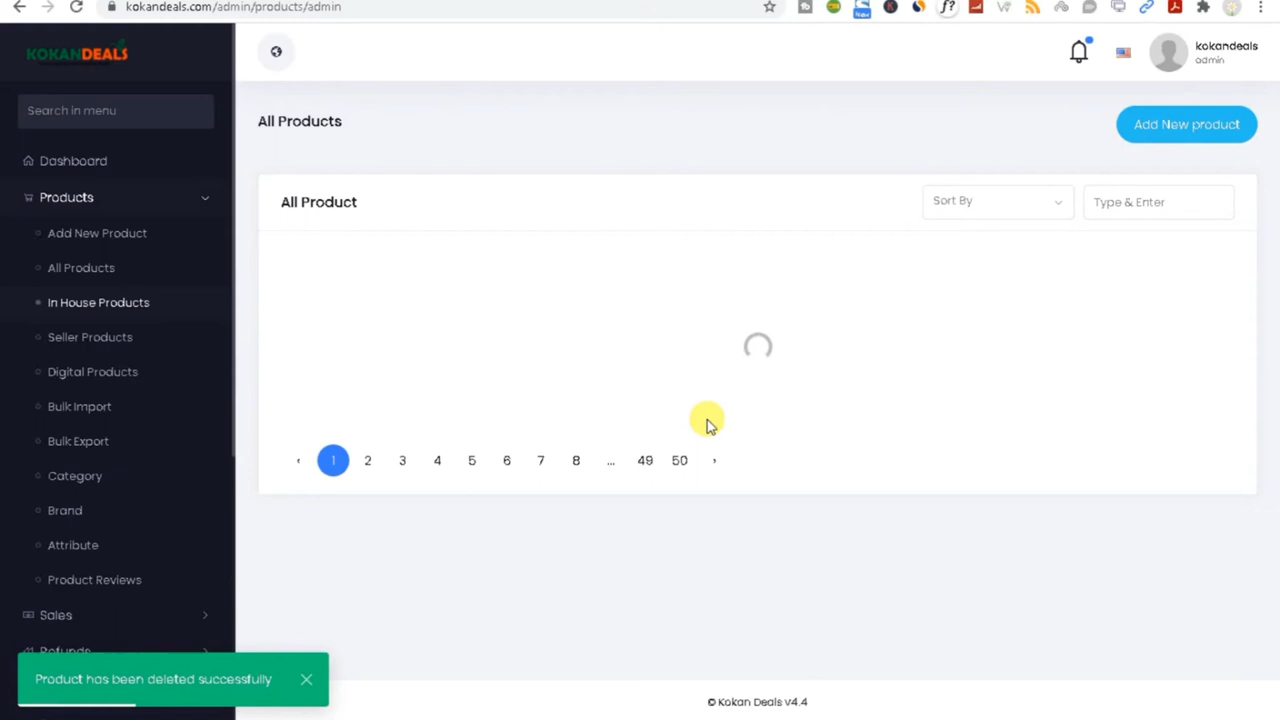 kokandeals.com/admin/products/admin
KOKANDEALS
kokandeals
admin
Search in menu
Dashboard
Products
Add New Product
All Products
In House Products
Seller Products
Digital Products
Bulk Import
Bulk Export
Category
Brand
Attribute
Product Reviews
Sales
Refunds
All Products
Add New product
All Product
Sort By
Type & Enter
‹ 1 2 3 4 5 6 7 8 ... 49 50 ›
Product has been deleted successfully
© Kokan Deals v4.4